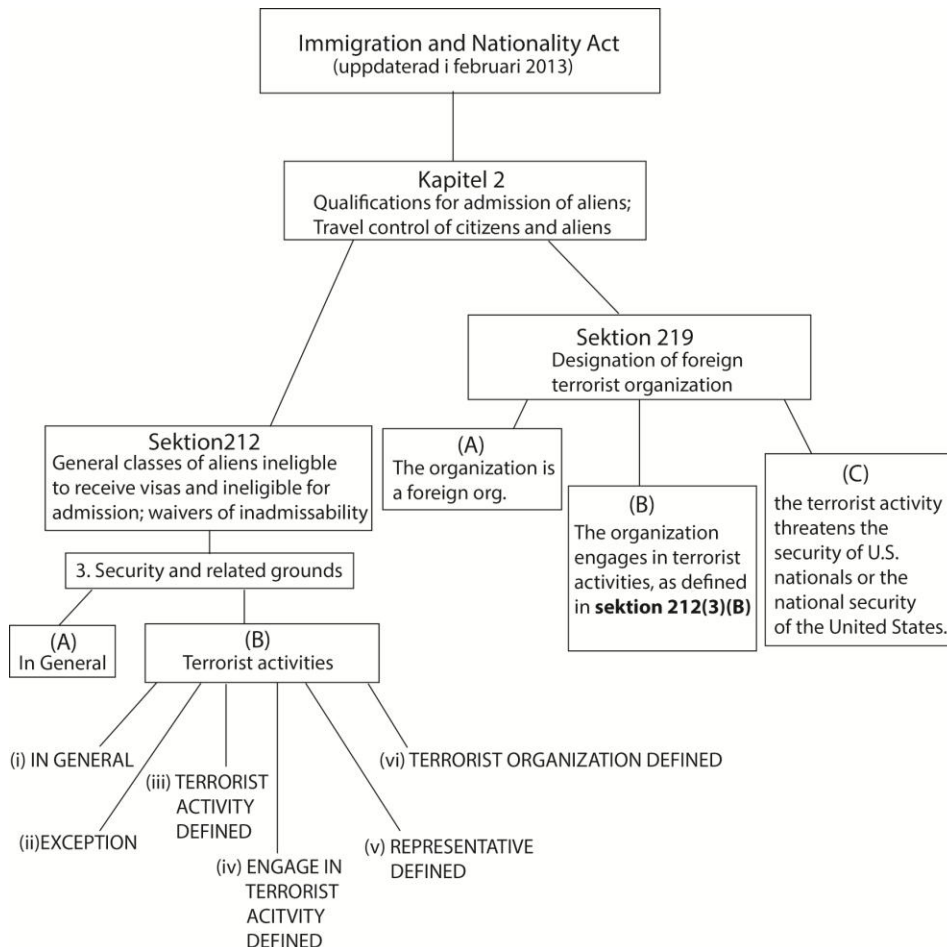 Immigration and Nationality Act
(uppdaterad i februari 2013)
Kapitel 2
Qualifications for admission of aliens;
Travel control of citizens and aliens
Sektion 219
Designation of foreign
terrorist organization
Sektion212
General classes of aliens ineligble
to receive visas and ineligible for
admission; waivers of inadmissability
(A)
The organization is
a foreign org.
(B)
The organization
engages in terrorist
activities, as defined
in sektion 212(3)(B)
(C)
the terrorist activity
threatens the
security of U.S.
nationals or the
national security
of the United States.
3. Security and related grounds
(A)
In General
(B)
Terrorist activities
(i) IN GENERAL
(ii)EXCEPTION
(iii) TERRORIST
ACTIVITY
DEFINED
(iv) ENGAGE IN
TERRORIST
ACITVITY
DEFINED
(v) REPRESENTATIVE
DEFINED
(vi) TERRORIST ORGANIZATION DEFINED